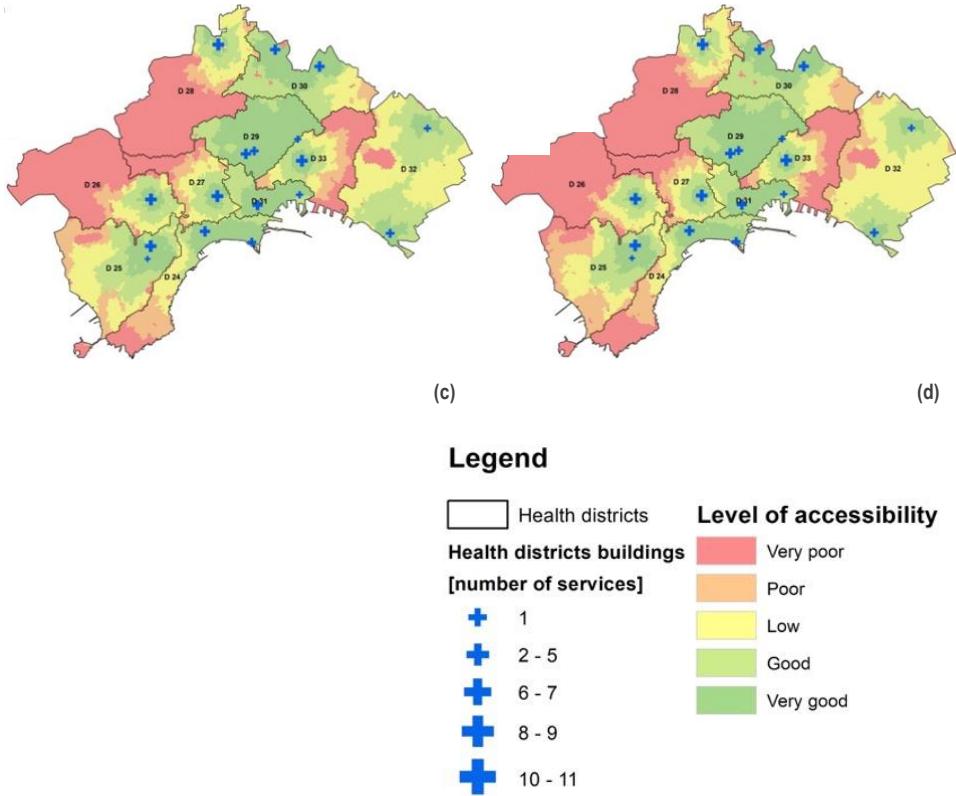 D 28
D 30
D 29
D 33
D 32
D 26
D 27
D 31
D 25
D 24
(c)
D 28
D 30
D 29
D 33
D 32
D 26
D 27
D 31
D 25
D 24
(d)
Legend
Health districts
Health districts buildings
[number of services]
1
2 - 5
6 - 7
8 - 9
10 - 11
Level of accessibility
Very poor
Poor
Low
Good
Very good